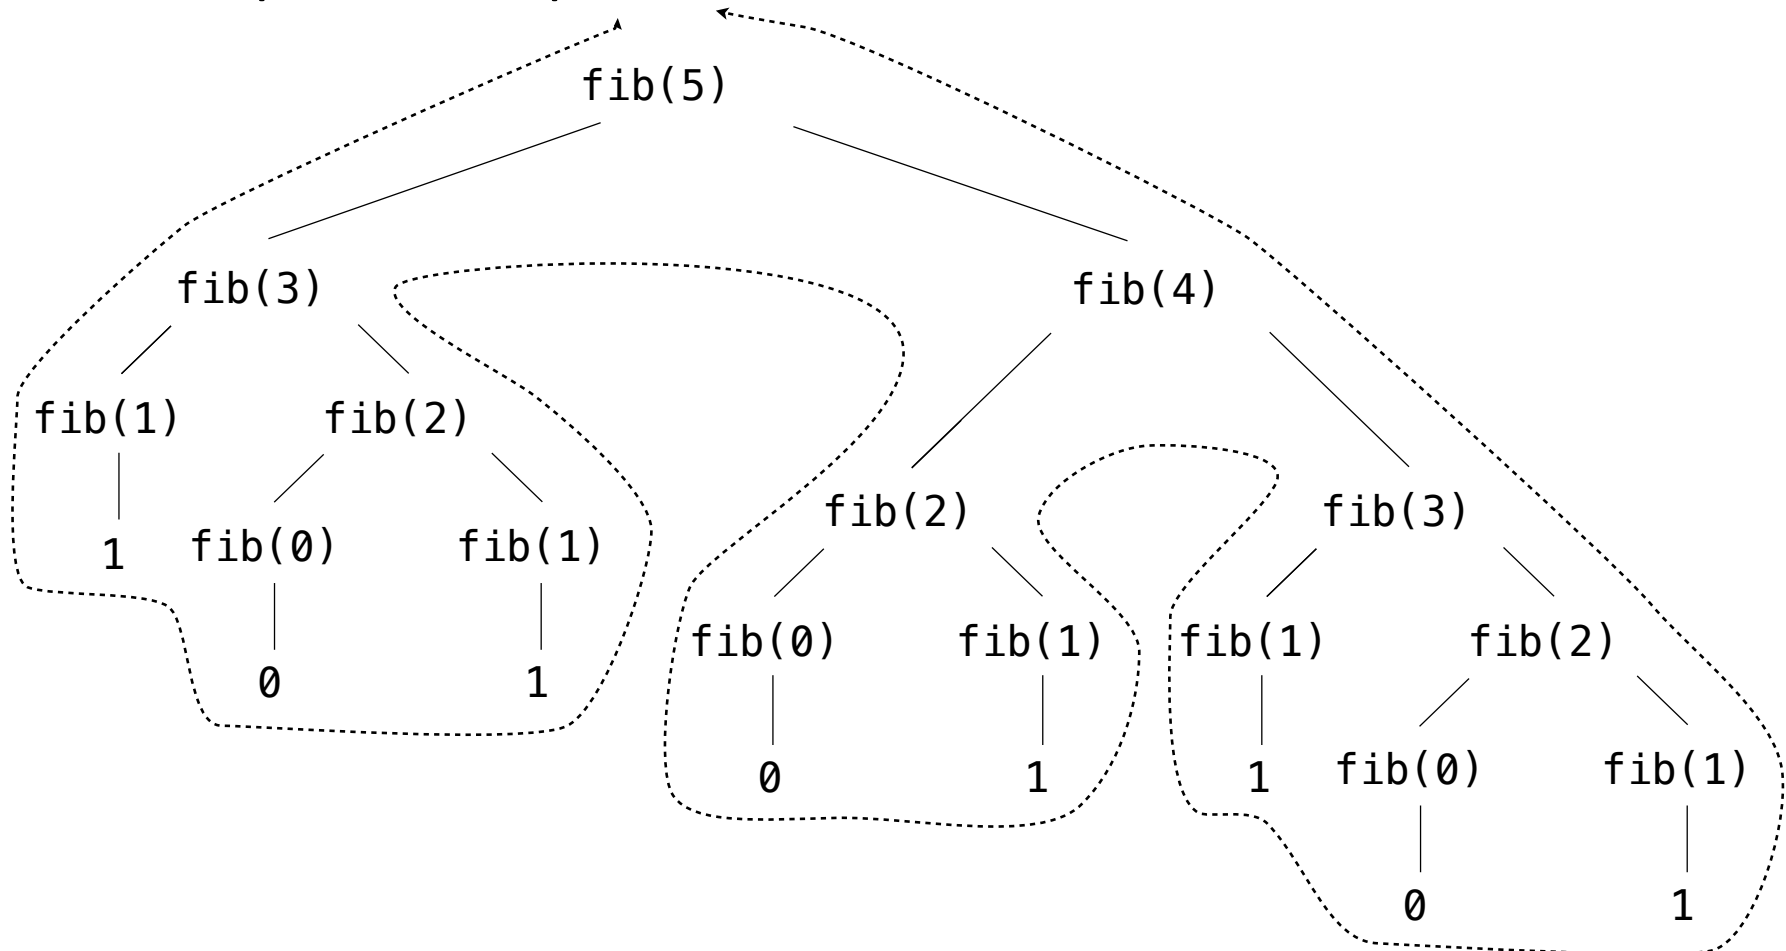 fib(5)
fib(3) fib(4)
fib(1) fib(2)
fib(2) fib(3)
1 fib(0) fib(1)
fib(0) fib(1) fib(1) fib(2)
0 1
0 1 1 fib(0) fib(1)
0 1